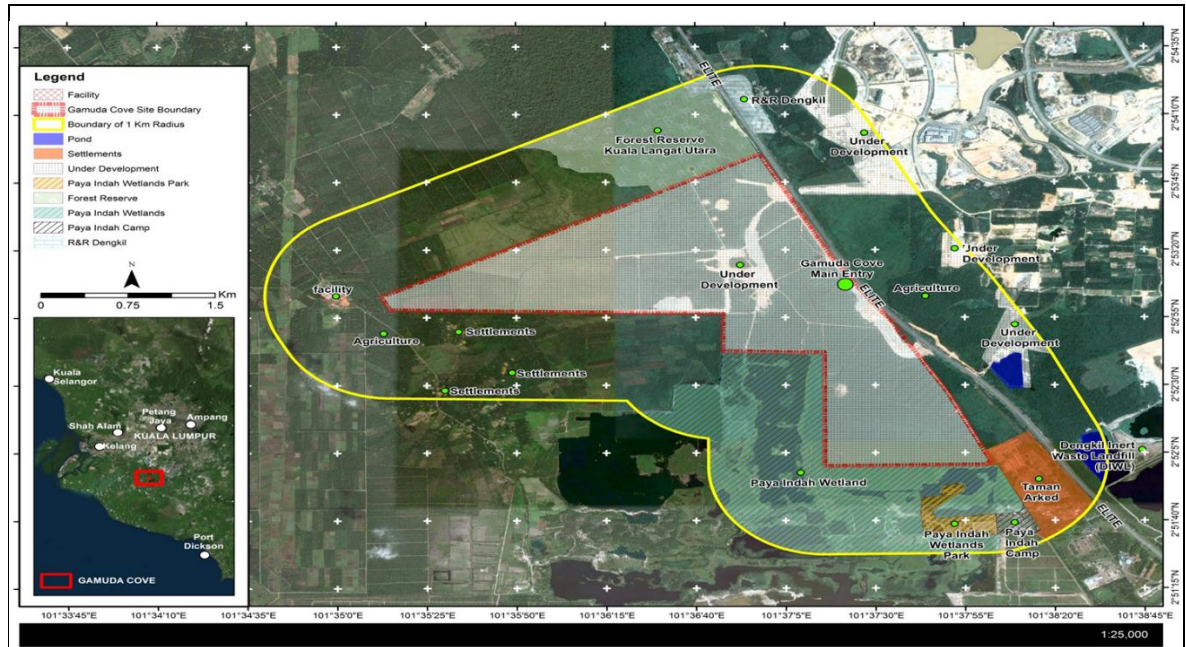 Legend
Facility
Gamuda Cove Site Boundary
Boundary of 1 Km Radius
Pond
Settlements
Under Development
Paya Indah Wetlands Park
Forest Reserve
Paya Indah Wetlands
Paya Indah Camp
R&R Dengkil
N
0 0.75 1.5
Km
Kuala
Selangor
Petang
Jaya
Ampang
Shah Alam
KUALA LUMPUR
Kelang
Port
Dickson
GAMUDA COVE
ELITE
R&R Dengkil
Forest Reserve
Kuala Langat Utara
Under
Development
Under
Development
Gamuda Cove
Main Entry
Under
Development
ELITE
Agriculture
facility
Agriculture
Settlements
Settlements
Settlements
Under
Development
Dengkil Inert
Waste Landfill
(DIWL)
Paya Indah Wetland
Taman
Arked
ELITE
Paya Indah
Wetlands
Park
Paya
Indah
Camp
2°54'35"N
2°54'10"N
2°53'45"N
2°53'20"N
2°52'55"N
2°52'30"N
2°52'5"N
2°51'40"N
2°51'15"N
101°33'45"E 101°34'10"E 101°34'35"E 101°35'0"E 101°35'25"E 101°35'50"E 101°36'15"E 101°36'40"E 101°37'5"E 101°37'30"E 101°37'55"E 101°38'20"E 101°38'45"E
1:25,000